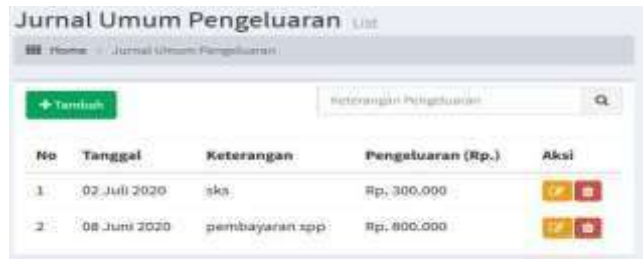 Jurnal Umum Pengeluaran List
Home Jurnal Umum Pengeluaran
+ Tambah Keterangan Pengeluaran
No Tanggal Keterangan Pengeluaran (Rp.) Aksi
1 02 Juli 2020 sks Rp. 300.000
2 08 Juni 2020 pembayaran spp Rp. 800.000